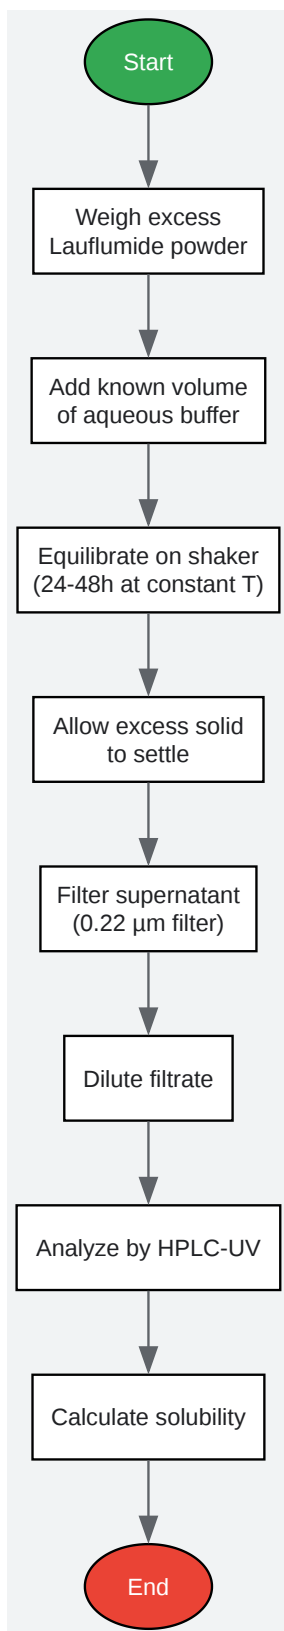 Start
Weigh excess
Lauflumide powder
Add known volume
of aqueous buffer
Equilibrate on shaker
(24-48h at constant T)
Allow excess solid
to settle
Filter supernatant
(0.22 µm filter)
Dilute filtrate
Analyze by HPLC-UV
Calculate solubility
End